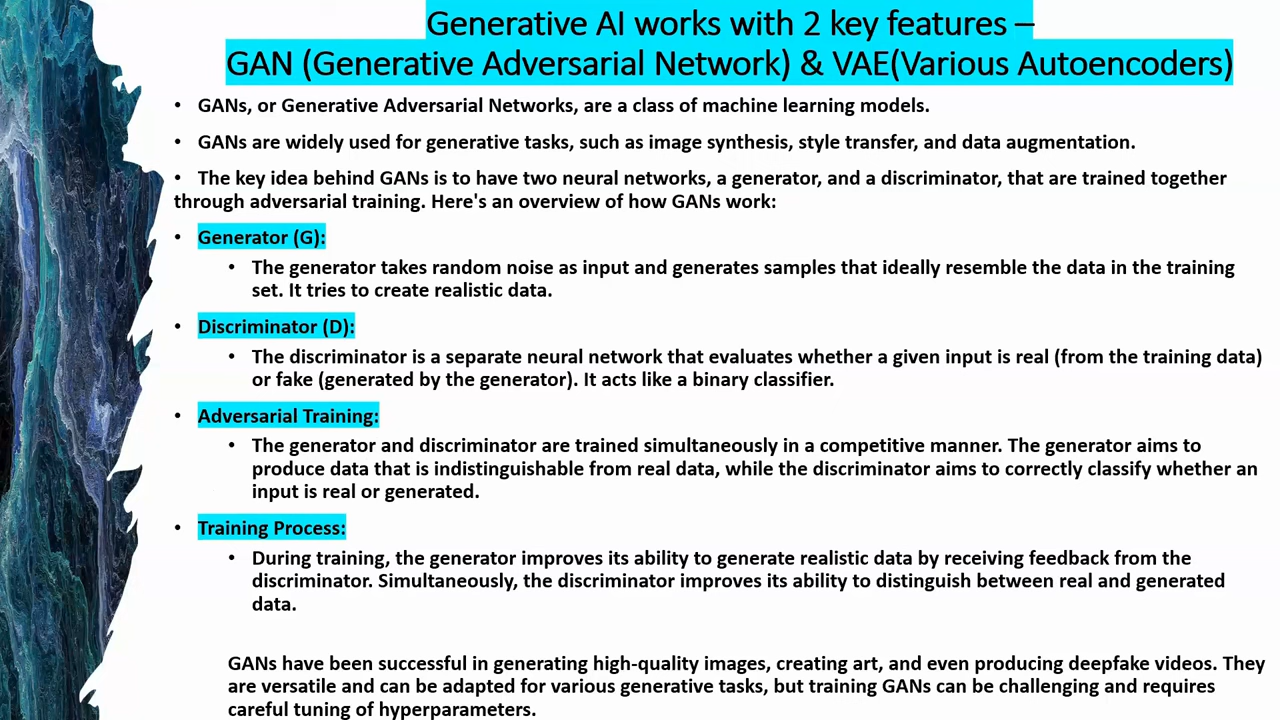 Generative AI works with 2 key features –
GAN (Generative Adversarial Network) & VAE(Various Autoencoders)
• GANs, or Generative Adversarial Networks, are a class of machine learning models.
• GANs are widely used for generative tasks, such as image synthesis, style transfer, and data augmentation.
• The key idea behind GANs is to have two neural networks, a generator, and a discriminator, that are trained together
through adversarial training. Here's an overview of how GANs work:
• Generator (G):
• The generator takes random noise as input and generates samples that ideally resemble the data in the training
set. It tries to create realistic data.
• Discriminator (D):
• The discriminator is a separate neural network that evaluates whether a given input is real (from the training data)
or fake (generated by the generator). It acts like a binary classifier.
• Adversarial Training:
• The generator and discriminator are trained simultaneously in a competitive manner. The generator aims to
produce data that is indistinguishable from real data, while the discriminator aims to correctly classify whether an
input is real or generated.
• Training Process:
• During training, the generator improves its ability to generate realistic data by receiving feedback from the
discriminator. Simultaneously, the discriminator improves its ability to distinguish between real and generated
data.
GANs have been successful in generating high-quality images, creating art, and even producing deepfake videos. They
are versatile and can be adapted for various generative tasks, but training GANs can be challenging and requires
careful tuning of hyperparameters.